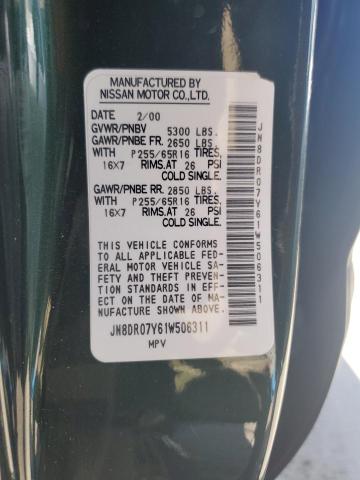 MANUFACTURED BY
NISSAN MOTOR CO.,LTD.
DATE 2/00
GVWR/PNBV 5300 LBS.
GAWR/PNBE FR. 2650 LBS.
WITH P255/65R16 TIRES,
16X7 RIMS.AT 26 PSI
COLD SINGLE.
GAWR/PNBE RR. 2850 LBS.
WITH P255/65R16 TIRES,
16X7 RIMS.AT 26 PSI
COLD SINGLE.
THIS VEHICLE CONFORMS
TO ALL APPLICABLE FED-
ERAL MOTOR VEHICLE SA-
FETY AND THEFT PREVEN-
TION STANDARDS IN EFF-
ECT ON THE DATE OF MA-
NUFACTURE SHOWN ABOVE.
JN8DR07Y61W506311
MPV
JN8DR07Y61W506311